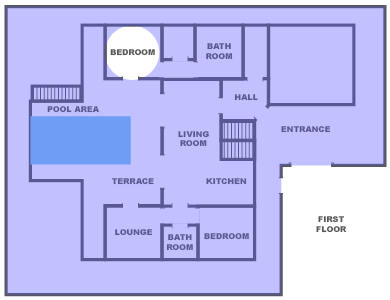 BEDROOM
BATH
ROOM
HALL
POOL AREA
ENTRANCE
LIVING
ROOM
TERRACE
KITCHEN
LOUNGE
BATH
ROOM
BEDROOM
FIRST
FLOOR